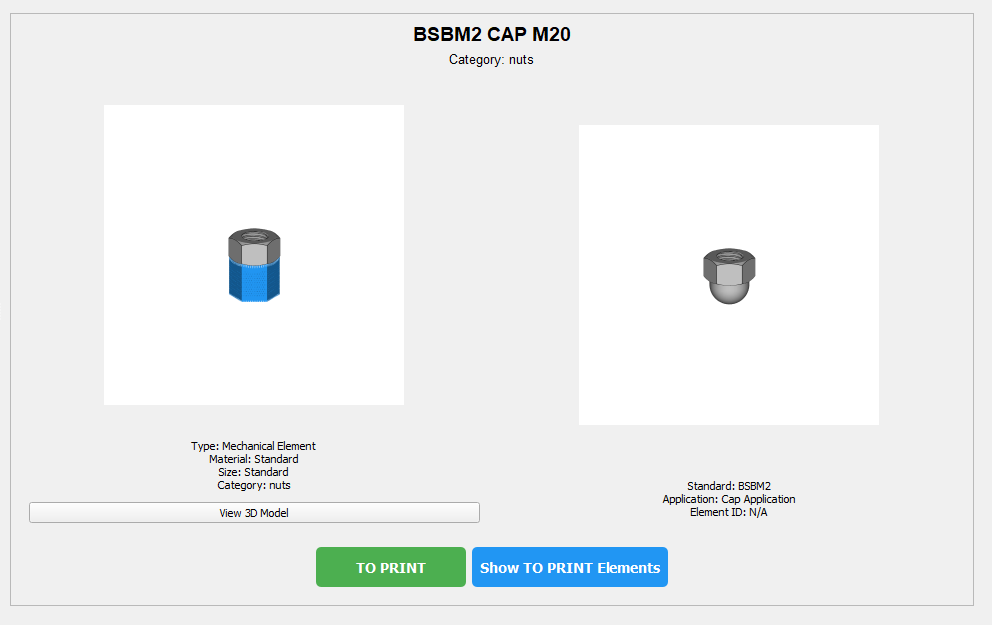 BSBM2 CAP M20
Category: nuts
Type: Mechanical Element
Material: Standard
Size: Standard
Category: nuts
View 3D Model
Standard: BSBM2
Application: Cap Application
Element ID: N/A
TO PRINT
Show TO PRINT Elements